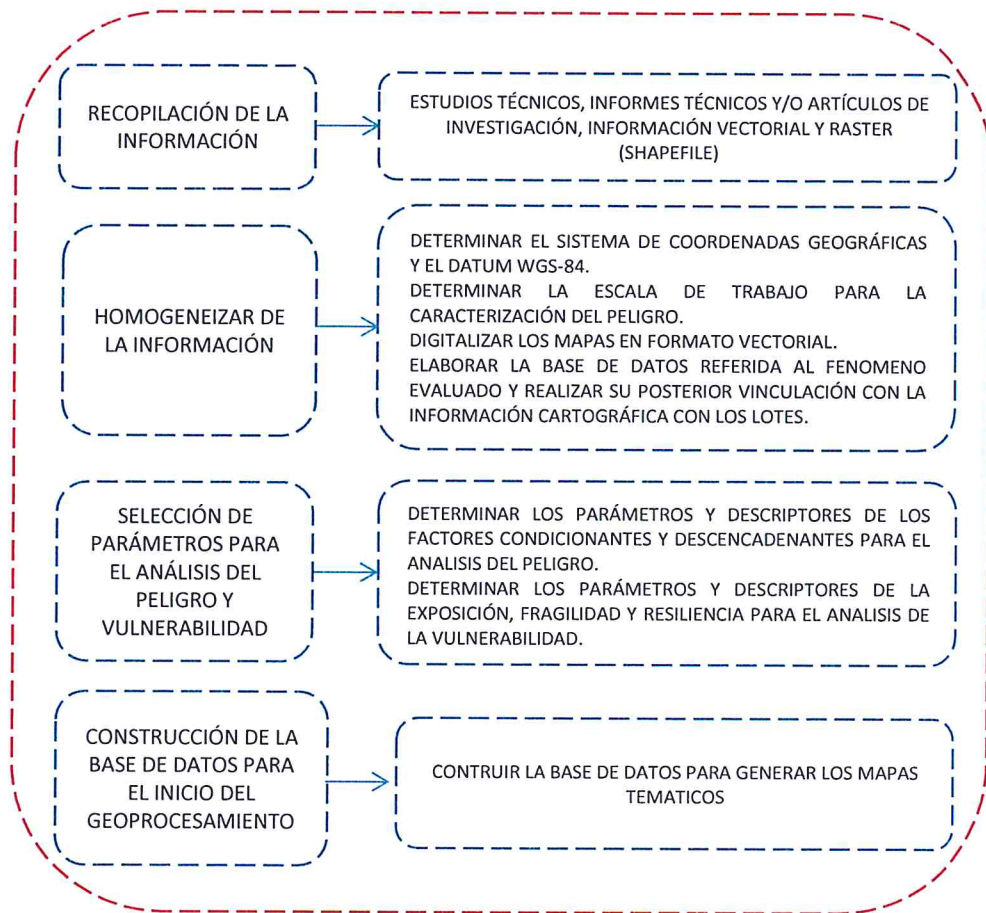 RECOPILACIÓN DE LA
INFORMACIÓN
ESTUDIOS TÉCNICOS, INFORMES TÉCNICOS Y/O ARTÍCULOS DE
INVESTIGACIÓN, INFORMACIÓN VECTORIAL Y RASTER
(SHAPEFILE)
HOMOGENEIZAR DE
LA INFORMACIÓN
DETERMINAR EL SISTEMA DE COORDENADAS GEOGRÁFICAS
Y EL DATUM WGS-84.
DETERMINAR LA ESCALA DE TRABAJO PARA LA
CARACTERIZACIÓN DEL PELIGRO.
DIGITALIZAR LOS MAPAS EN FORMATO VECTORIAL.
ELABORAR LA BASE DE DATOS REFERIDA AL FENOMENO
EVALUADO Y REALIZAR SU POSTERIOR VINCULACIÓN CON LA
INFORMACIÓN CARTOGRÁFICA CON LOS LOTES.
SELECCIÓN DE
PARÁMETROS PARA
EL ANÁLISIS DEL
PELIGRO Y
VULNERABILIDAD
DETERMINAR LOS PARÁMETROS Y DESCRIPTORES DE LOS
FACTORES CONDICIONANTES Y DESCENCADENANTES PARA EL
ANALISIS DEL PELIGRO.
DETERMINAR LOS PARÁMETROS Y DESCRIPTORES DE LA
EXPOSICIÓN, FRAGILIDAD Y RESILIENCIA PARA EL ANALISIS DE
LA VULNERABILIDAD.
CONSTRUCCIÓN DE LA
BASE DE DATOS PARA
EL INICIO DEL
GEOPROCESAMIENTO
CONTRUIR LA BASE DE DATOS PARA GENERAR LOS MAPAS
TEMATICOS